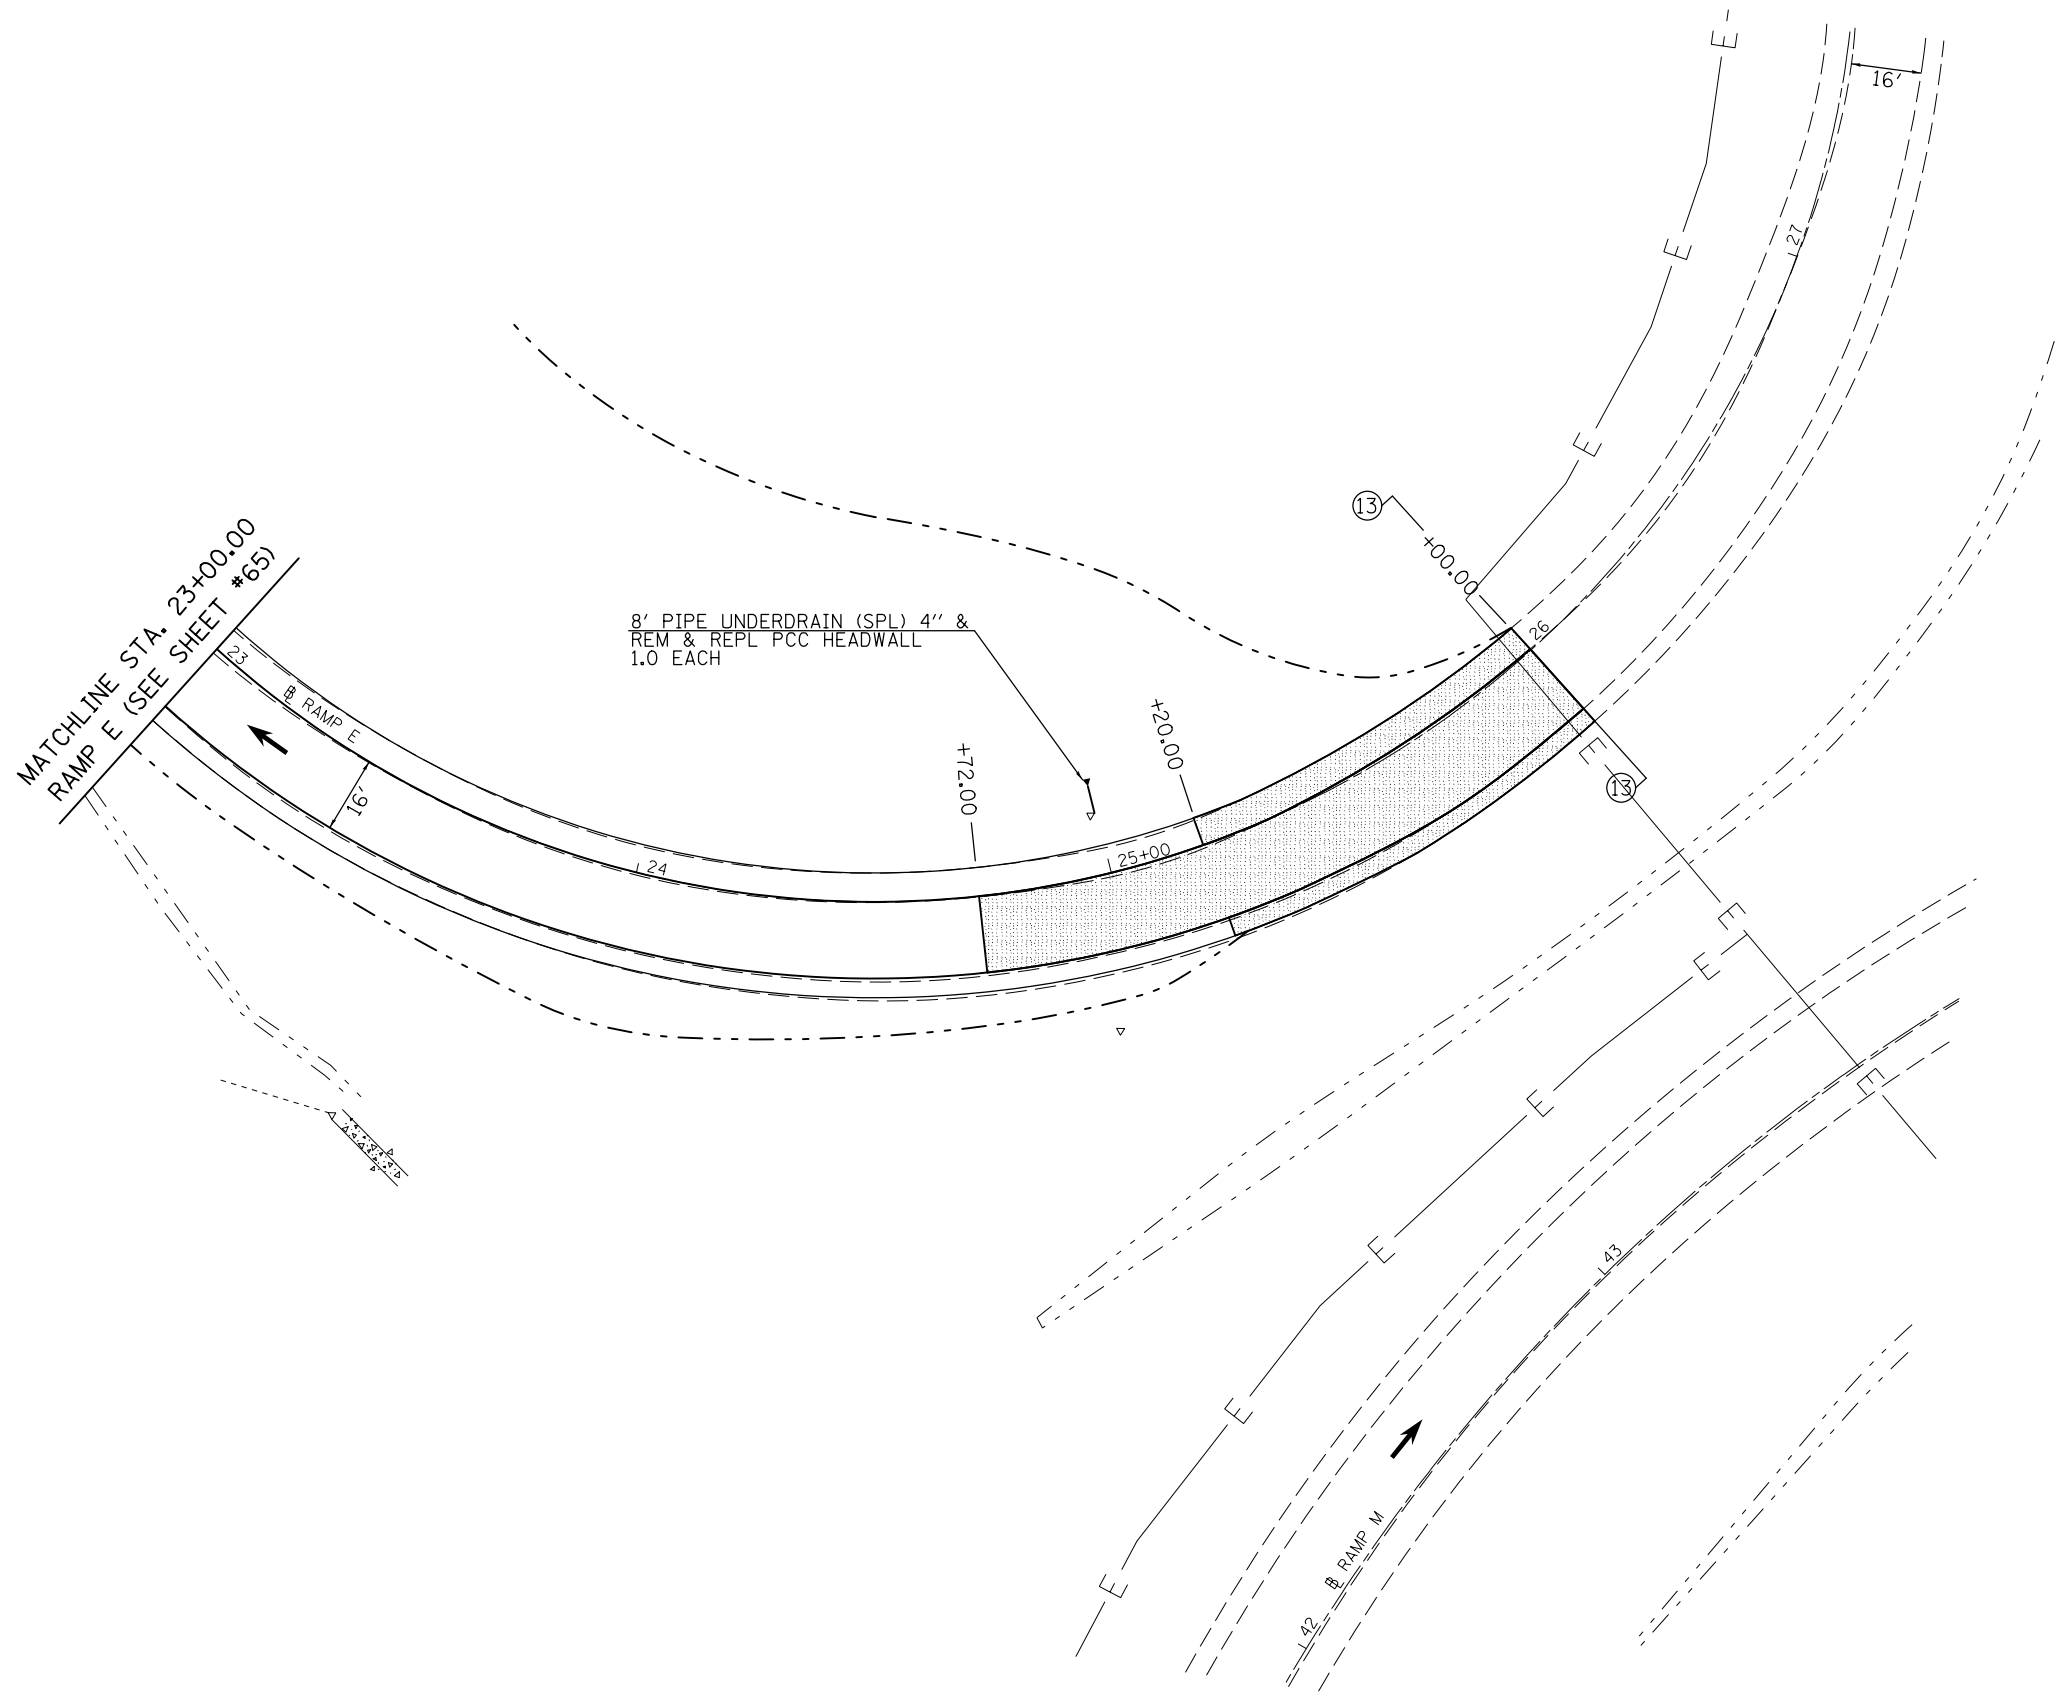 E
16'
27
E
E
13
+00.00
MATCHLINE STA. 23+00.00
RAMP E (SEE SHEET #65)
8' PIPE UNDERDRAIN (SPL) 4'' &
REM & REPL PCC HEADWALL
1.0 EACH
26
23
BL RAMP E
+20.00
+72.00
E
13
16'
24
25+00
E
E
E
E
E
43
E
BL RAMP M
E
42